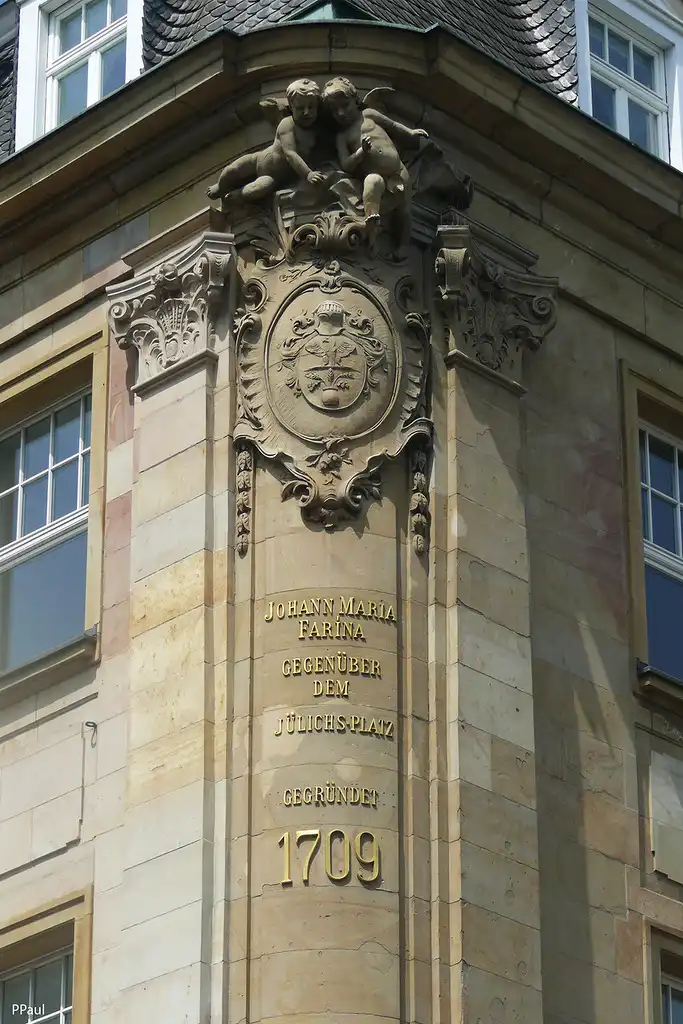 JOHANN MARIA
FARINA
GEGENÜBER
DEM
JÜLICHS-PLATZ
GEGRÜNDET
1709
PPaul